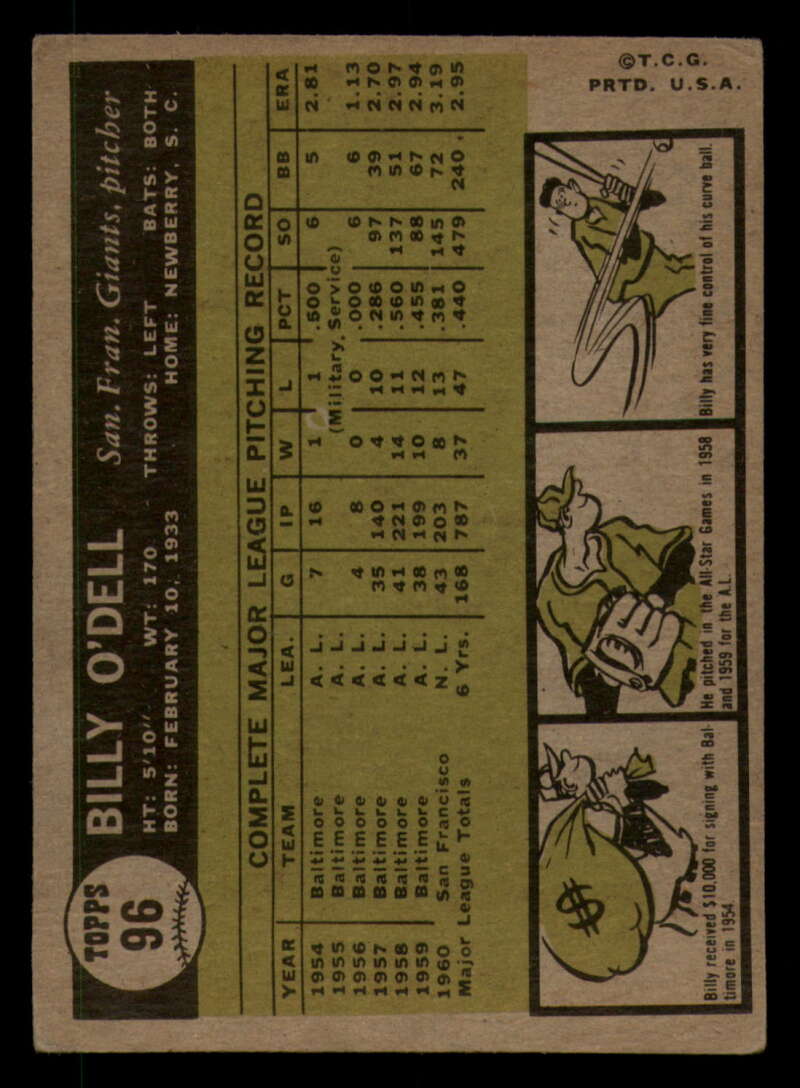 TOPPS
96
BILLY O'DELL San. Fran. Giants, pitcher
HT: 5'10" WT: 170 THROWS: LEFT BATS: BOTH
BORN: FEBRUARY 10, 1933 HOME: NEWBERRY, S. C.
COMPLETE MAJOR LEAGUE PITCHING RECORD
YEAR TEAM LEA. G IP W L PCT SO BB ERA
1954 Baltimore A. L. 7 16 1 1 .500 6 5 2.81
1955 Baltimore A. L. (Military Service)
1956 Baltimore A. L. 4 8 0 0 .000 6 6 1.13
1957 Baltimore A. L. 35 140 4 10 .286 97 39 2.70
1958 Baltimore A. L. 41 221 14 11 .560 137 51 2.97
1959 Baltimore A. L. 38 199 10 12 .455 88 67 2.94
1960 San Francisco N. L. 43 203 8 13 .381 145 72 3.19
Major League Totals 6 Yrs. 168 787 37 47 .440 479 240 2.95
$
Billy received $10,000 for signing with Bal-
timore in 1954.
He pitched in the All-Star Games in 1958
and 1959 for the A.L.
Billy has very fine control of his curve ball.
©T.C.G.
PRTD. U.S.A.